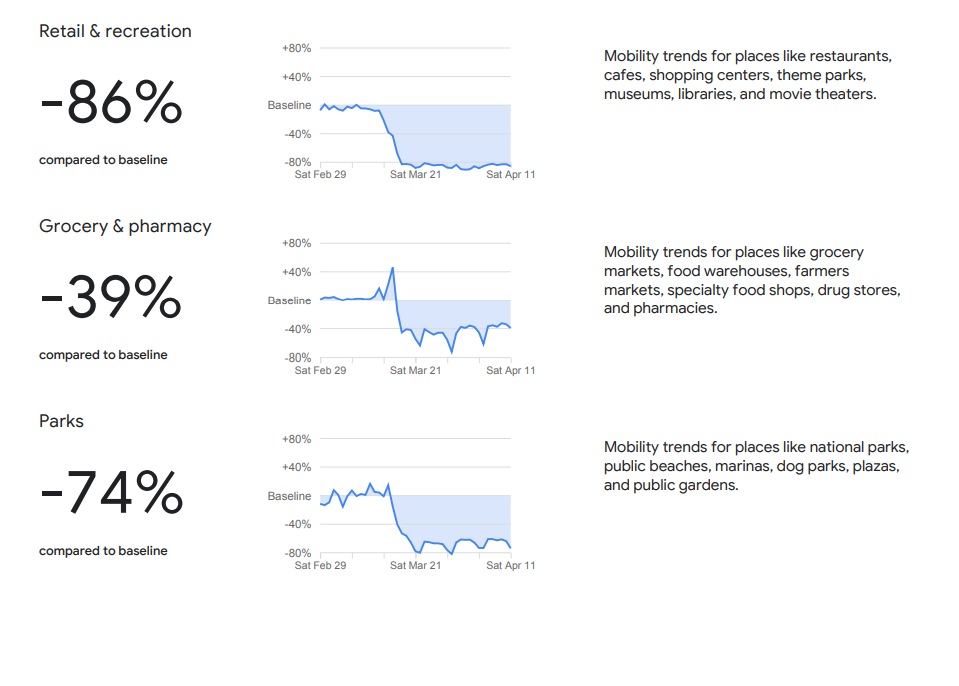 Retail & recreation
-86%
compared to baseline
+80%
+40%
Baseline
-40%
-80%
Sat Feb 29 Sat Mar 21 Sat Apr 11
Mobility trends for places like restaurants,
cafes, shopping centers, theme parks,
museums, libraries, and movie theaters.
Grocery & pharmacy
-39%
compared to baseline
+80%
+40%
Baseline
-40%
-80%
Sat Feb 29 Sat Mar 21 Sat Apr 11
Mobility trends for places like grocery
markets, food warehouses, farmers
markets, specialty food shops, drug stores,
and pharmacies.
Parks
-74%
compared to baseline
+80%
+40%
Baseline
-40%
-80%
Sat Feb 29 Sat Mar 21 Sat Apr 11
Mobility trends for places like national parks,
public beaches, marinas, dog parks, plazas,
and public gardens.